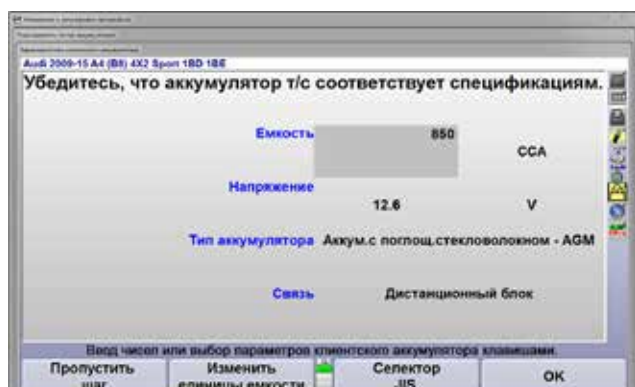 Audi 2009-15 A4 (B8) 4X2 Sport 1BD 1BE
Убедитесь, что аккумулятор т/с соответствует спецификациям.
Емкость 850 CCA
Напряжение 12.6 V
Тип аккумулятора Аккум.с поглощ.стекловолокном - AGM
Связь Дистанционный блок
Ввод чисел или выбор параметров клиентского аккумулятора клавишами.
Пропустить Изменить Селектор OK
шаг единицы емкости JIS